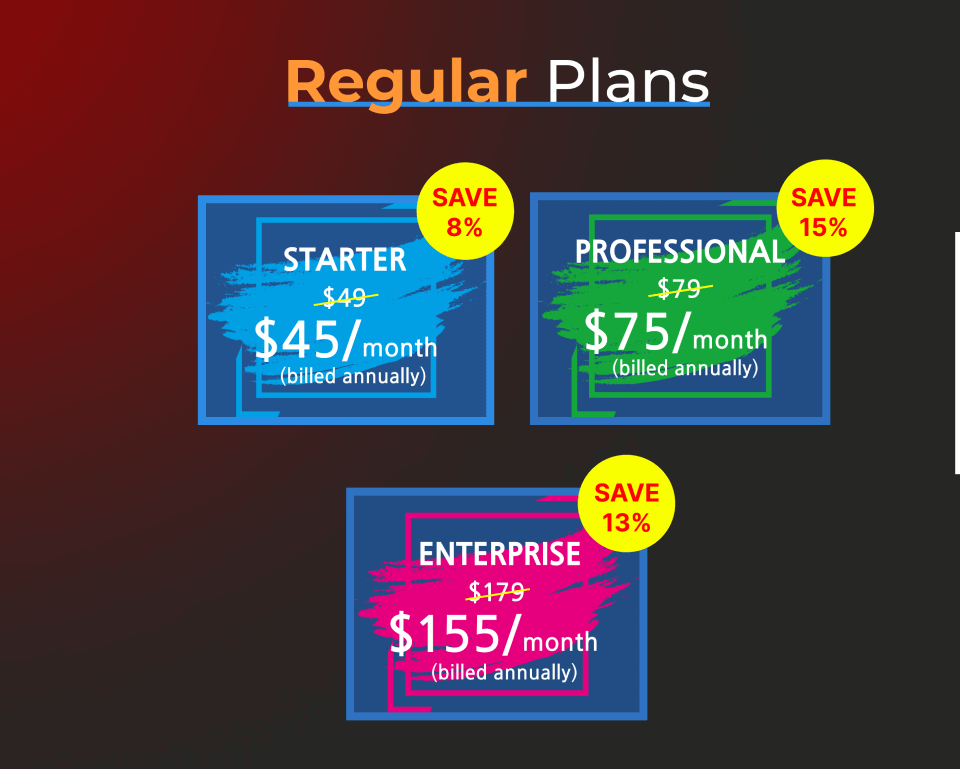 Regular Plans
SAVE
8%
STARTER
$49
$45/month
(billed annually)
SAVE
15%
PROFESSIONAL
$79
$75/month
(billed annually)
SAVE
13%
ENTERPRISE
$179
$155/month
(billed annually)